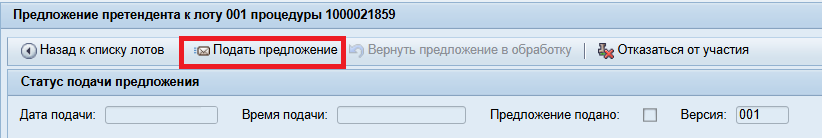 Предложение претендента к лоту 001 процедуры 1000021859
Назад к списку лотов Подать предложение Вернуть предложение в обработку Отказаться от участия
Статус подачи предложения
Дата подачи: Время подачи: Предложение подано: Версия: 001